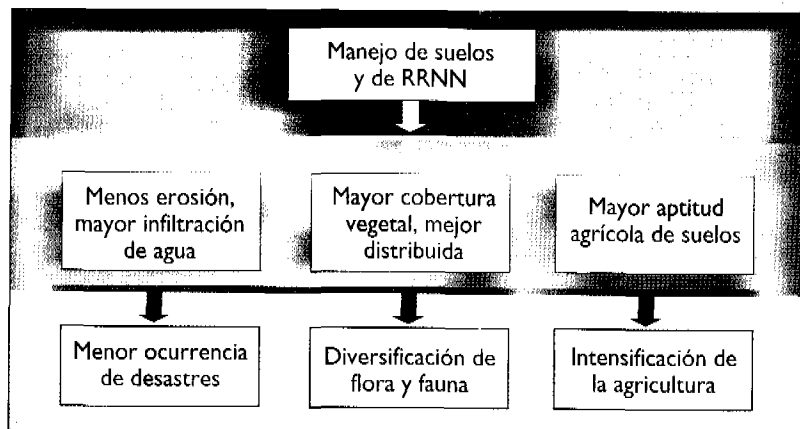 Manejo de suelos
y de RRNN
Menos erosión,
mayor infiltración
de agua
Mayor cobertura
vegetal, mejor
distribuida
Mayor aptitud
agrícola de suelos
Menor ocurrencia
de desastres
Diversificación de
flora y fauna
Intensificación de
la agricultura